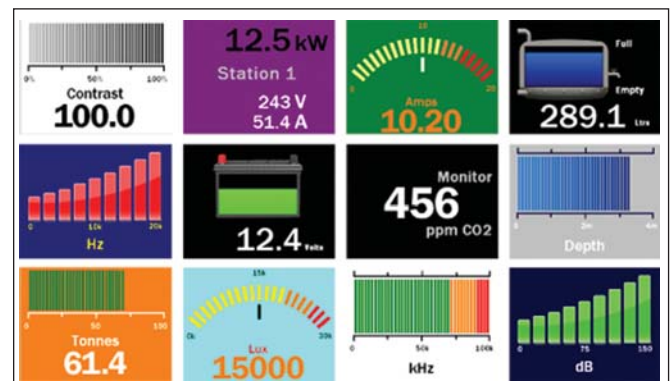 0% 50% 100%
Contrast
100.0
12.5 kW
Station 1
243 V
51.4 A
10
0 20
Amps
10.20
Full
Empty
289.1 Ltrs
0 10k 20k
Hz
12.4 Volts
Monitor
456
ppm CO2
0 2m 4m
Depth
0 50 100
Tonnes
61.4
15k
0k 30k
Lux
15000
0 50k 100k
kHz
0 75 150
dB